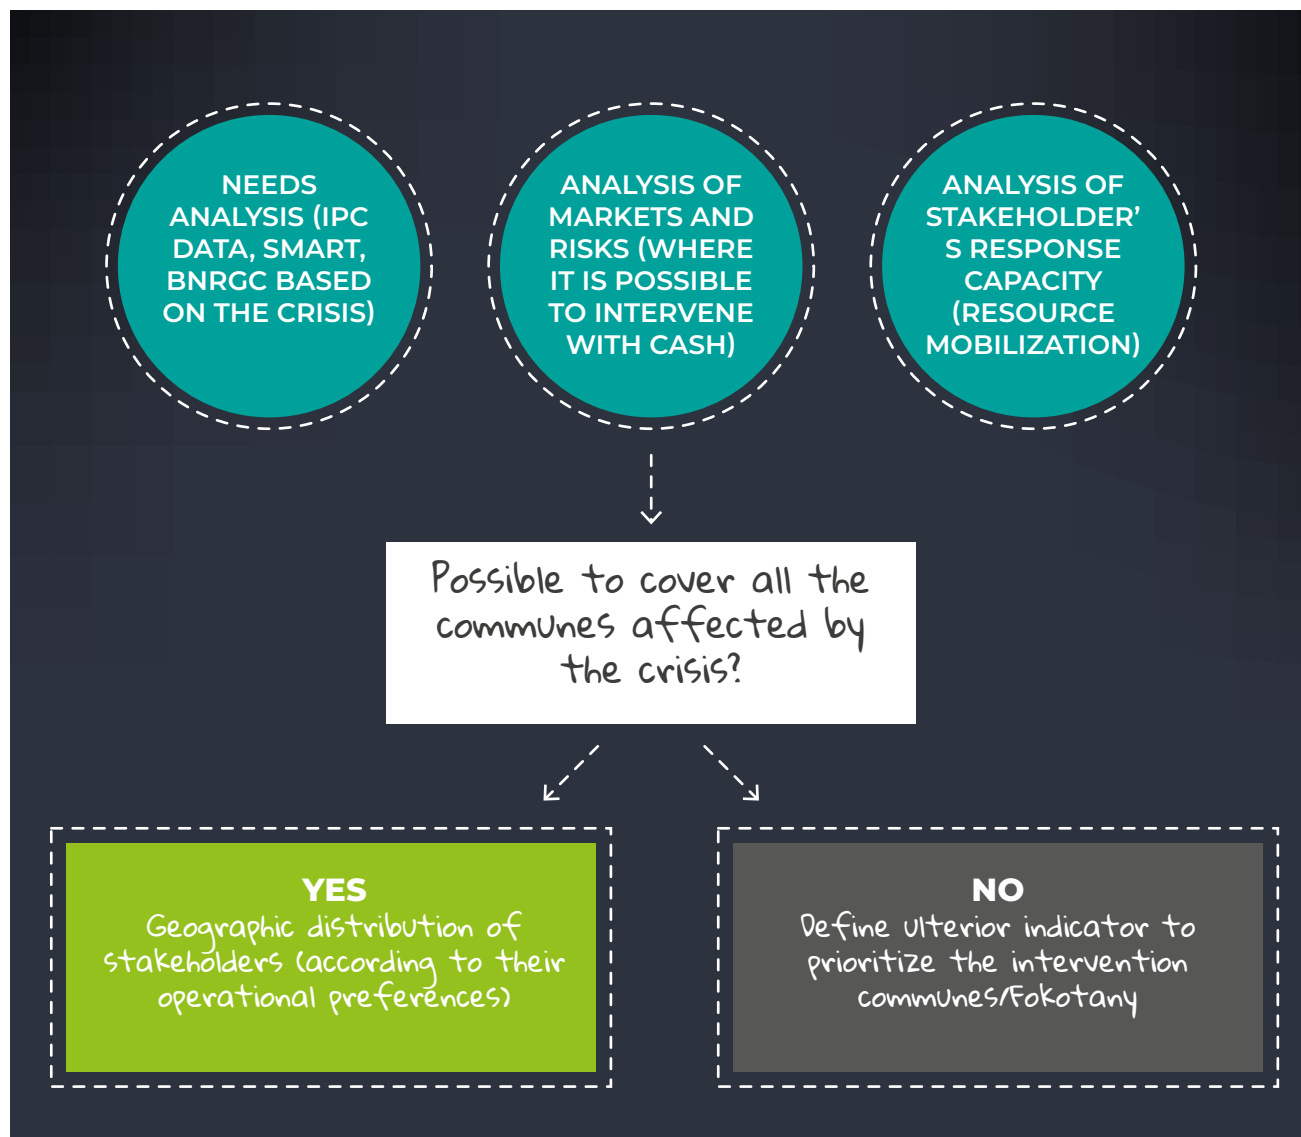 NEEDS
ANALYSIS (IPC
DATA, SMART,
BNRGC BASED
ON THE CRISIS)
ANALYSIS OF
MARKETS AND
RISKS (WHERE
IT IS POSSIBLE
TO INTERVENE
WITH CASH)
ANALYSIS OF
STAKEHOLDER’
S RESPONSE
CAPACITY
(RESOURCE
MOBILIZATION)
Possible to cover all the
communes affected by
the crisis?
YES
Geographic distribution of
stakeholders (according to their
operational preferences)
NO
Define ulterior indicator to
prioritize the intervention
communes/Fokotany